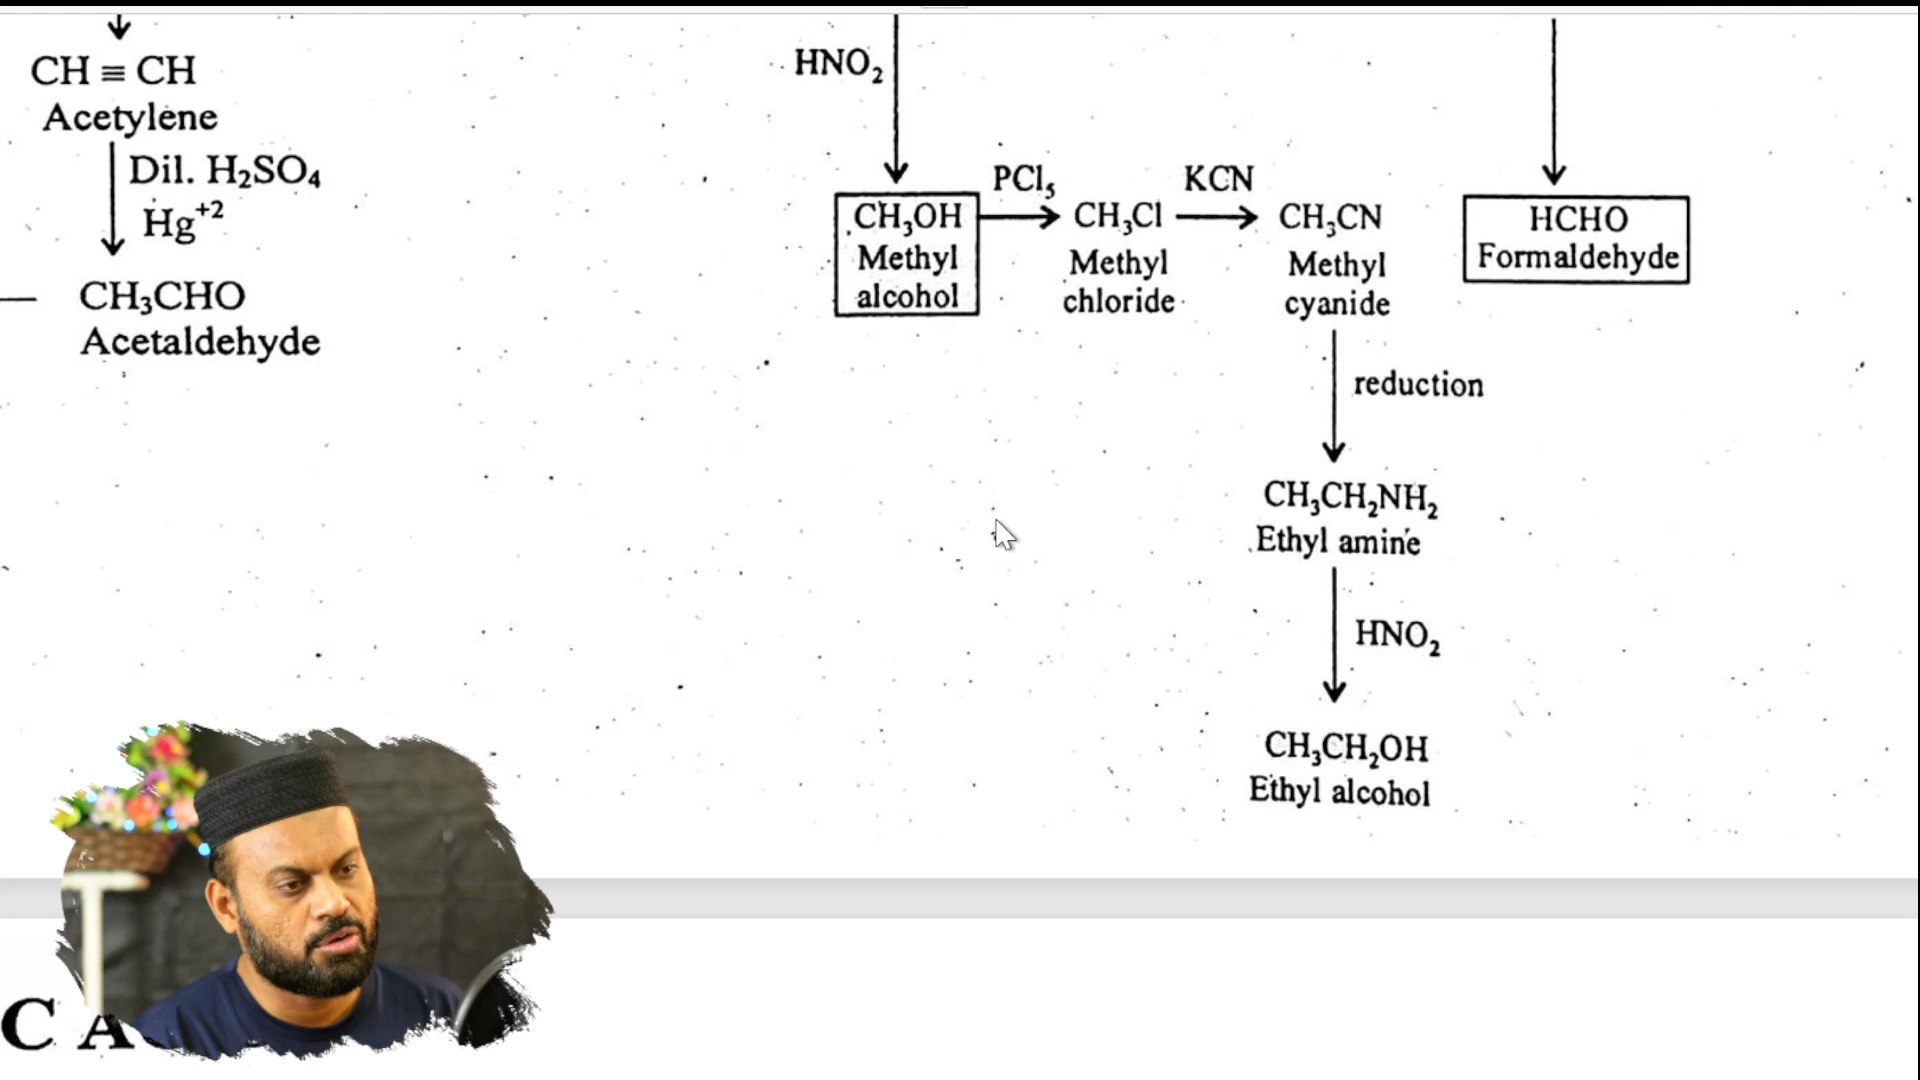 CH ≡ CH
Acetylene
Dil. H₂SO₄
Hg⁺²
CH₃CHO
Acetaldehyde
HNO₂
CH₃OH
Methyl
alcohol
PCl₅
CH₃Cl
Methyl
chloride
KCN
CH₃CN
Methyl
cyanide
HCHO
Formaldehyde
reduction
CH₃CH₂NH₂
Ethyl amine
HNO₂
CH₃CH₂OH
Ethyl alcohol
C A